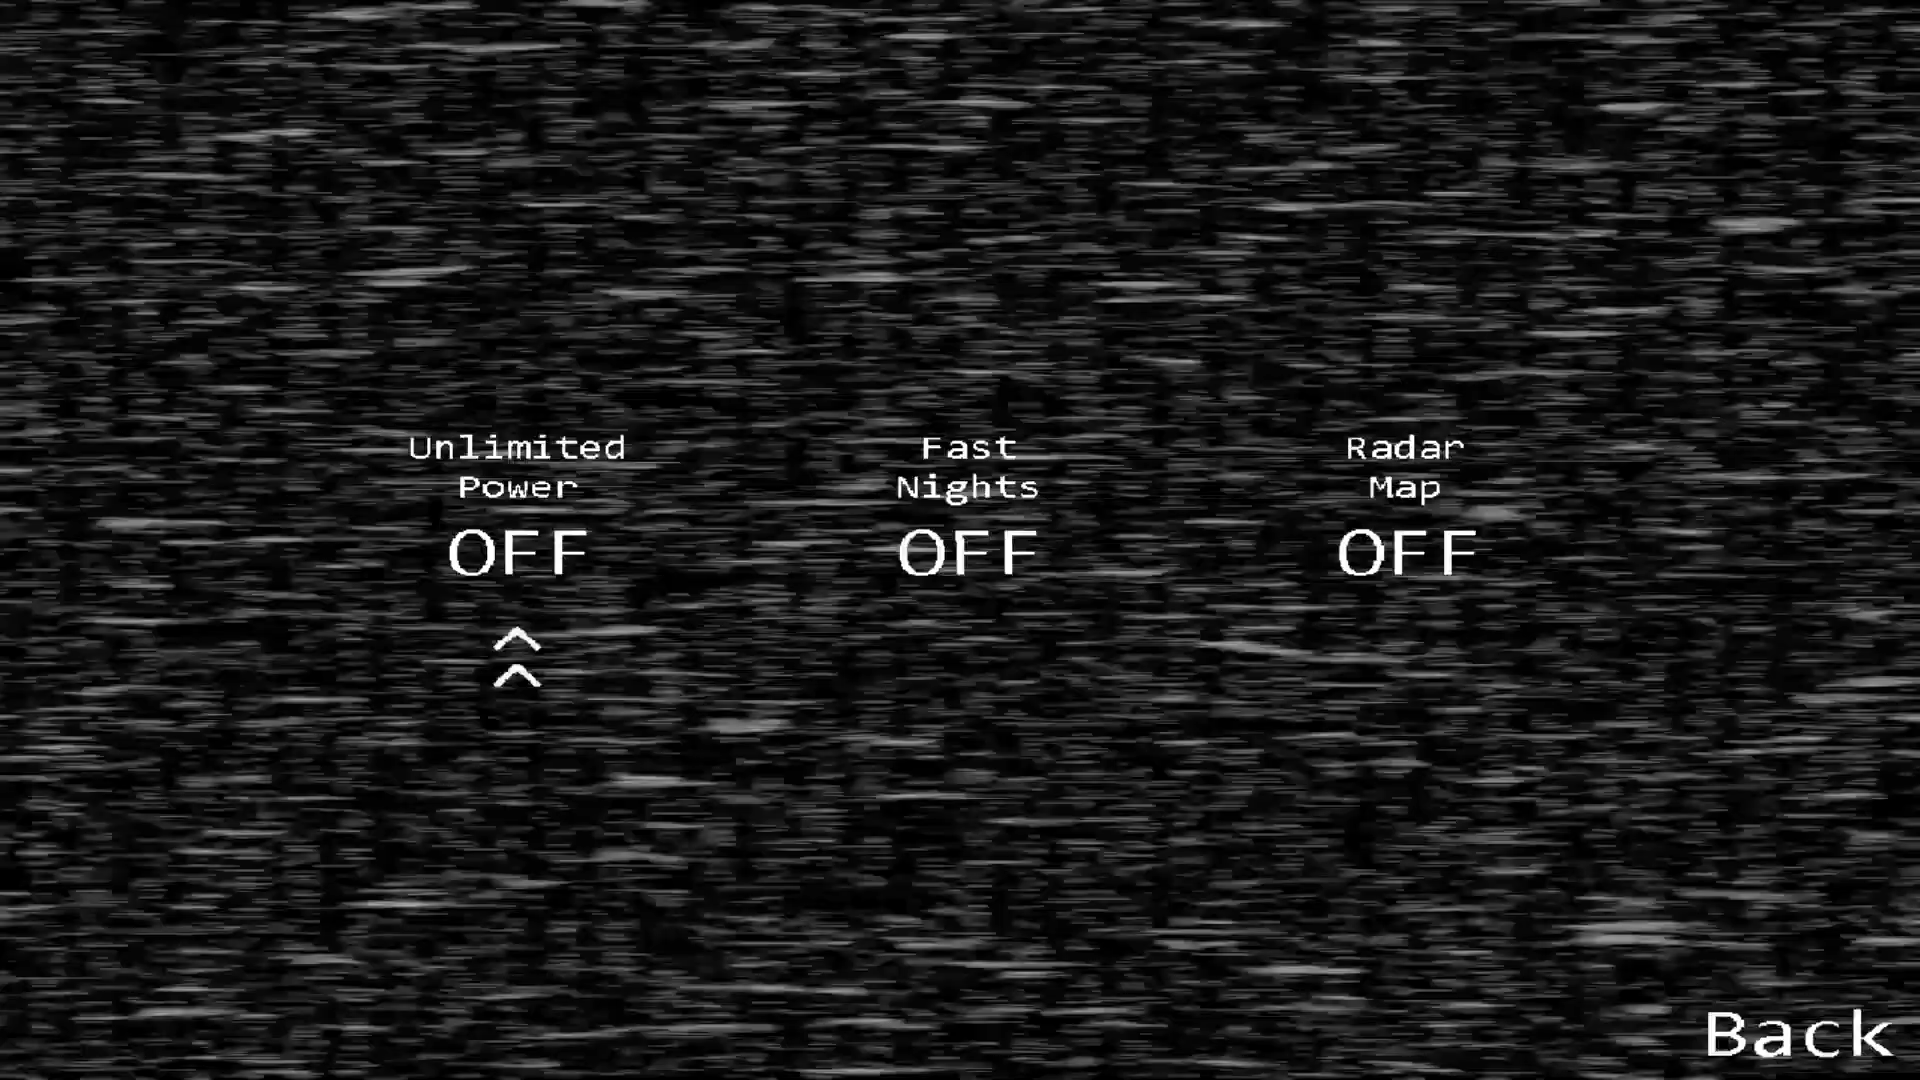 Unlimited
Power
OFF
Fast
Nights
OFF
Radar
Map
OFF
Back